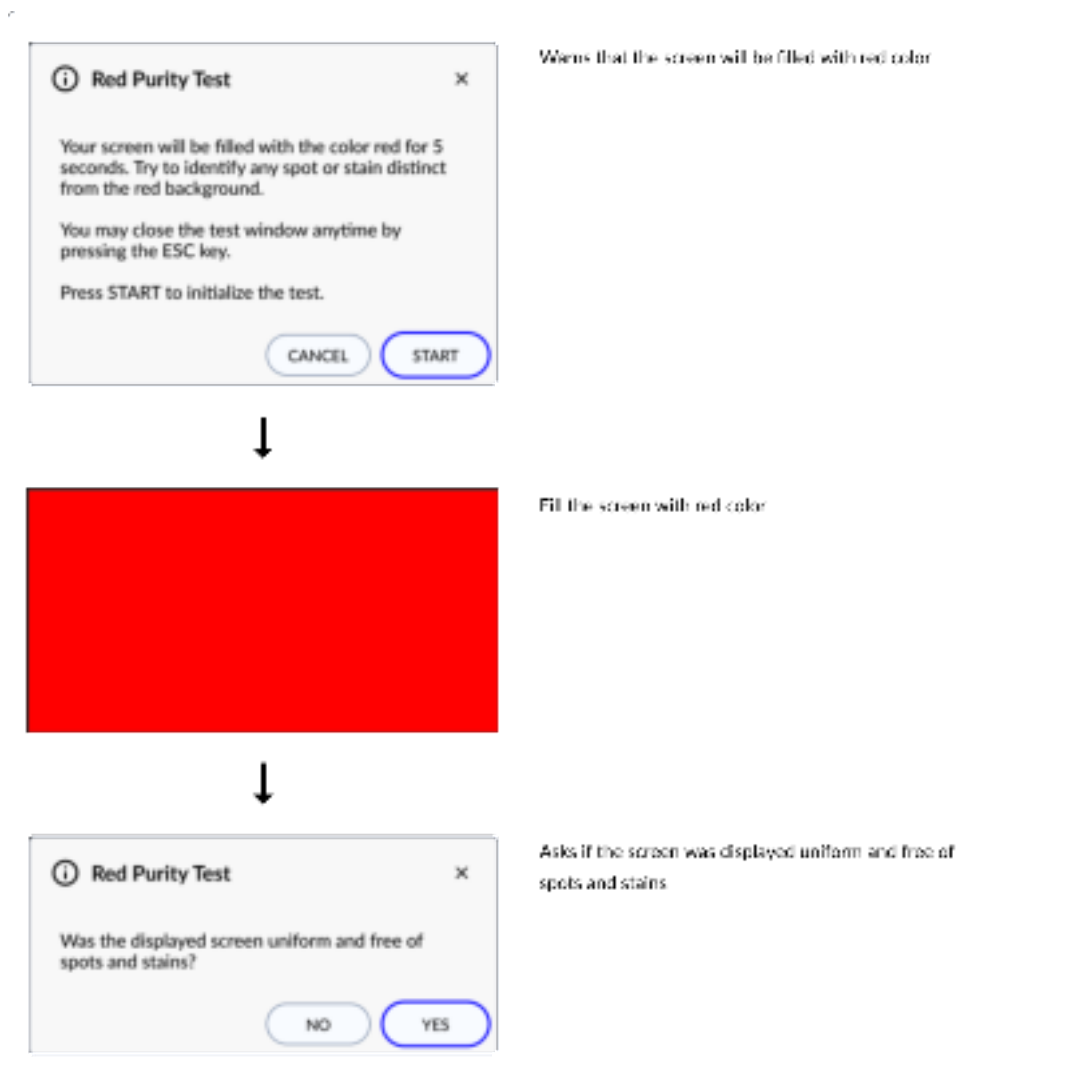 Red Purity Test
Warns that the screen will be filled with red color
Your screen will be filled with the color red for 5
seconds. Try to identify any spot or stain distinct
from the red background.
You may close the test window anytime by
pressing the ESC key.
Press START to initialize the test.
CANCEL START
Fill the screen with red color
Red Purity Test
Asks if the screen was displayed uniform and free of
spots and stains
Was the displayed screen uniform and free of
spots and stains?
NO YES